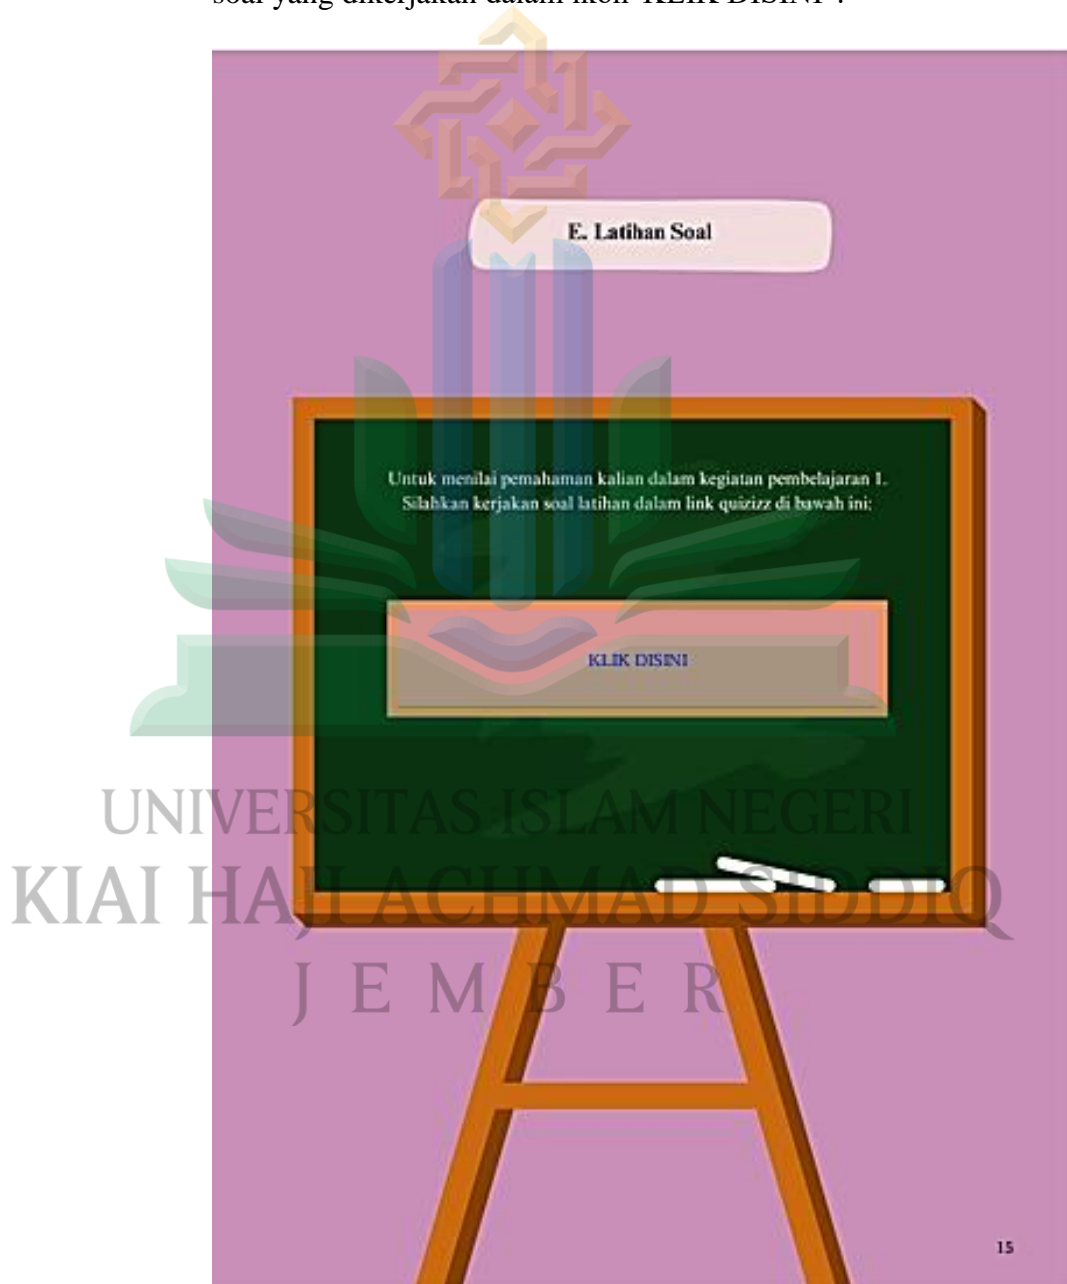 soal yang dikerjakan dalam ikon "KLIK DISINI".
E. Latihan Soal
Untuk menilai pemahaman kalian dalam kegiatan pembelajaran 1.
Silahkan kerjakan soal latihan dalam link quizizz di bawah ini:
KLIK DISINI
UNIVERSITAS ISLAM NEGERI
KIAI HAJI ACHMAD SIDDIQ
JEMBER
15